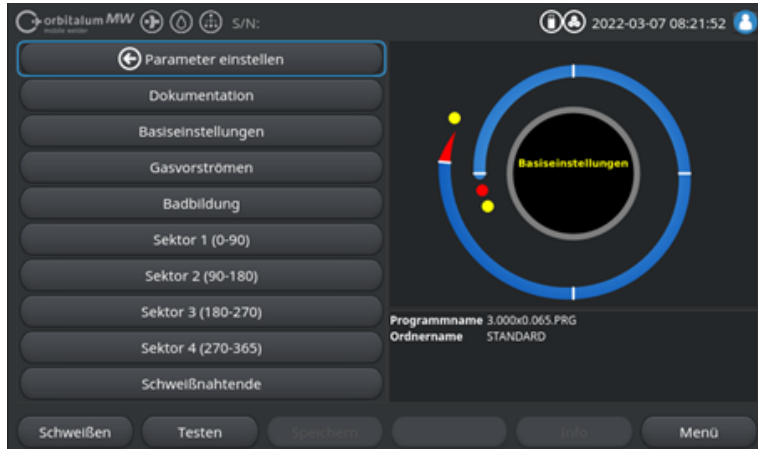 orbitalum MW S/N: 2022-03-07 08:21:52
mobile welder
Parameter einstellen
Dokumentation
Basiseinstellungen
Gasvorströmen
Badbildung
Sektor 1 (0-90)
Sektor 2 (90-180)
Sektor 3 (180-270)
Sektor 4 (270-365)
Schweißnahtende
Basiseinstellungen
Programmname 3.000x0.065.PRG
Ordnername STANDARD
Schweißen Testen Speichern Info Menü